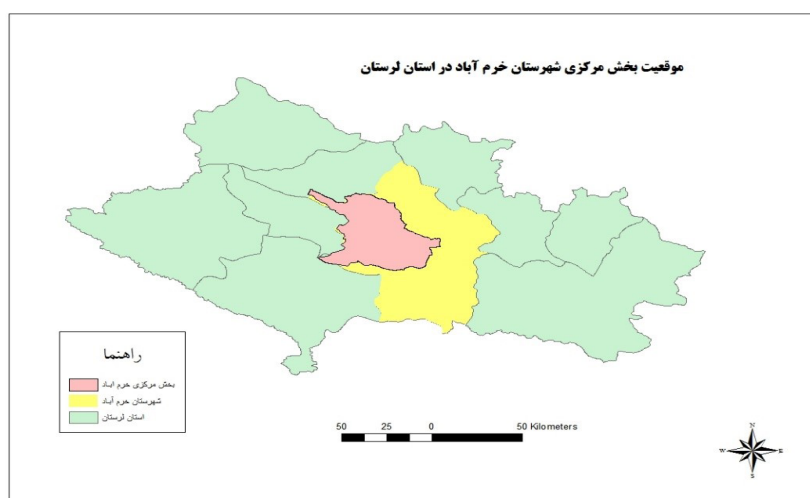 موقعیت بخش مرکزی شهرستان خرم آباد در استان لرستان
راهنما
بخش مرکزی خرم اباد
شهرستان خرم آباد
استان لرستان
50 25 0 50 Kilometers
N
W E
S